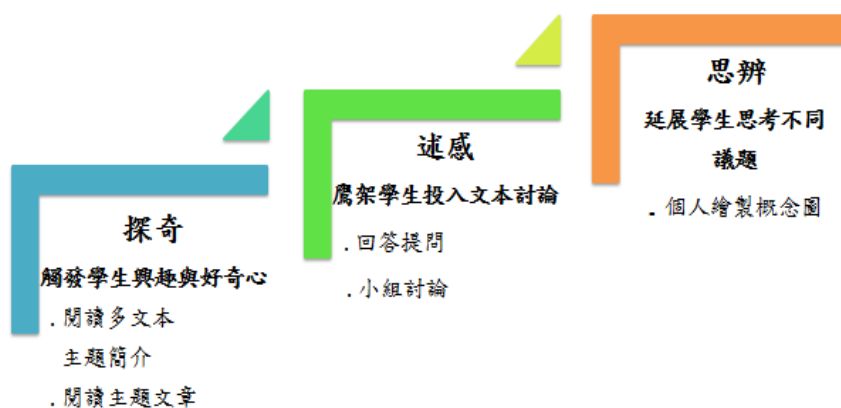 探奇
觸發學生興趣與好奇心
.閱讀多文本
主題簡介
.閱讀主題文章
述感
鷹架學生投入文本討論
.回答提問
.小組討論
思辨
延展學生思考不同
議題
.個人繪製概念圖